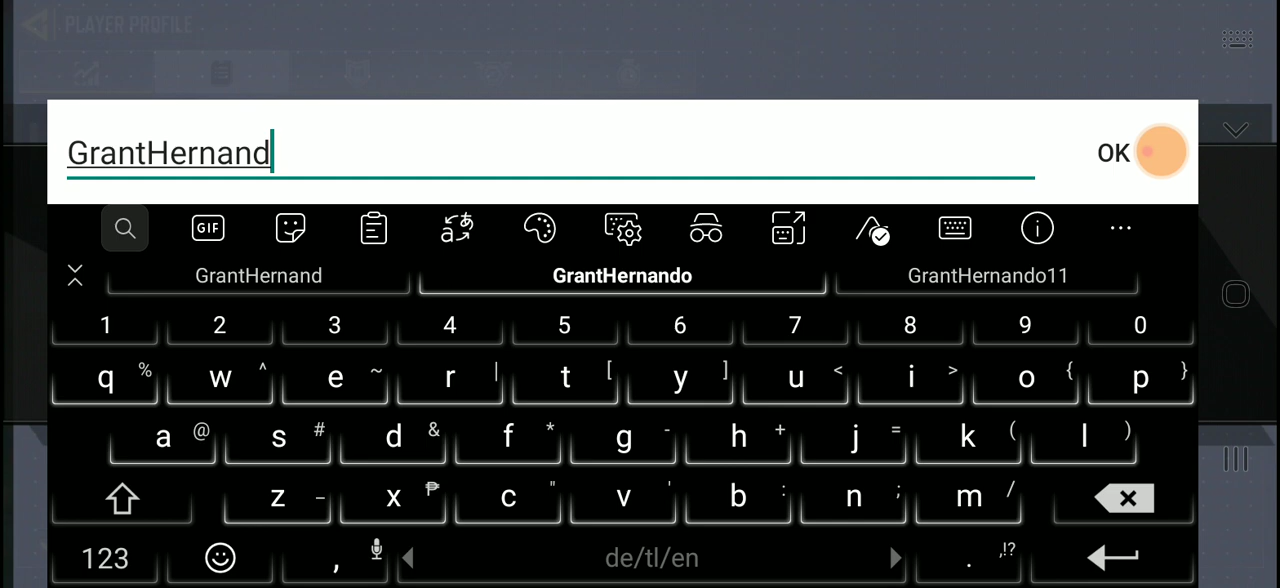 PLAYER PROFILE
GrantHernand
OK
GIF
GrantHernand GrantHernando GrantHernando11
1 2 3 4 5 6 7 8 9 0
q % w ^ e ~ r | t [ y ] u < i > o { p }
a @ s # d & f * g - h + j = k ( l )
z _ x ₱ c " v ' b : n ; m /
123 , de/tl/en . ,!?